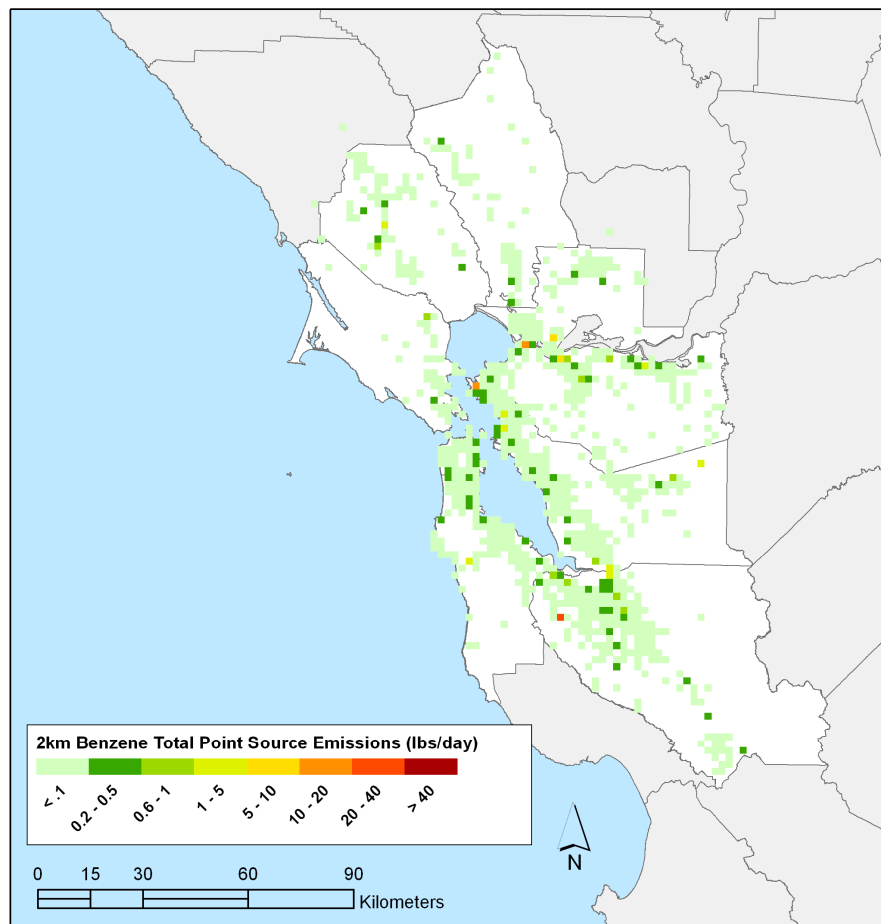 2km Benzene Total Point Source Emissions (lbs/day)
< .1
0.2 - 0.5
0.6 - 1
1 - 5
5 - 10
10 - 20
20 - 40
> 40
N
0 15 30 60 90
Kilometers